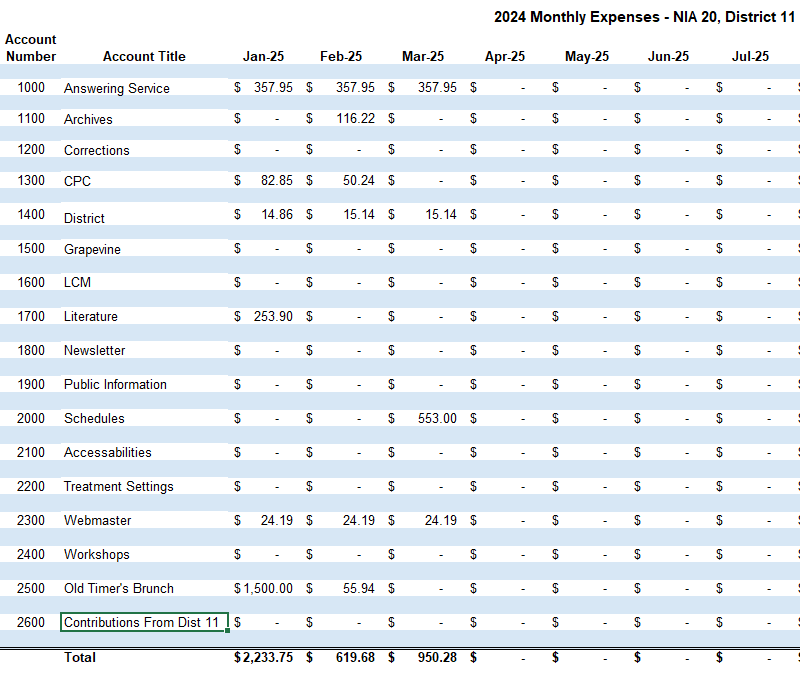 2024 Monthly Expenses - NIA 20, District 11
Account
Number Account Title Jan-25 Feb-25 Mar-25 Apr-25 May-25 Jun-25 Jul-25
1000 Answering Service $ 357.95 $ 357.95 $ 357.95 $ - $ - $ - $ - $
1100 Archives $ - $ 116.22 $ - $ - $ - $ - $ - $
1200 Corrections $ - $ - $ - $ - $ - $ - $ - $
1300 CPC $ 82.85 $ 50.24 $ - $ - $ - $ - $ - $
1400 District $ 14.86 $ 15.14 $ 15.14 $ - $ - $ - $ - $
1500 Grapevine $ - $ - $ - $ - $ - $ - $ - $
1600 LCM $ - $ - $ - $ - $ - $ - $ - $
1700 Literature $ 253.90 $ - $ - $ - $ - $ - $ - $
1800 Newsletter $ - $ - $ - $ - $ - $ - $ - $
1900 Public Information $ - $ - $ - $ - $ - $ - $ - $
2000 Schedules $ - $ - $ 553.00 $ - $ - $ - $ - $
2100 Accessabilities $ - $ - $ - $ - $ - $ - $ - $
2200 Treatment Settings $ - $ - $ - $ - $ - $ - $ - $
2300 Webmaster $ 24.19 $ 24.19 $ 24.19 $ - $ - $ - $ - $
2400 Workshops $ - $ - $ - $ - $ - $ - $ - $
2500 Old Timer's Brunch $1,500.00 $ 55.94 $ - $ - $ - $ - $ - $
2600 Contributions From Dist 11 $ - $ - $ - $ - $ - $ - $ - $
Total $2,233.75 $ 619.68 $ 950.28 $ - $ - $ - $ - $